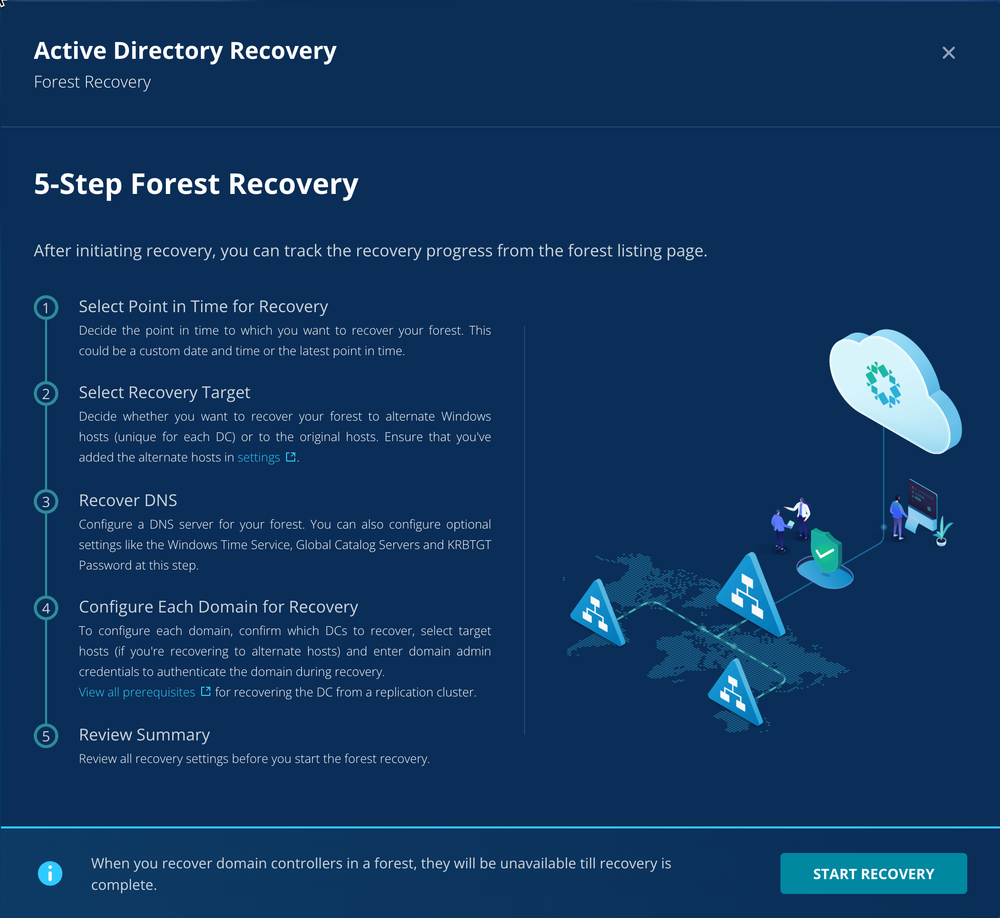 Active Directory Recovery
Forest Recovery
5-Step Forest Recovery
After initiating recovery, you can track the recovery progress from the forest listing page.
1
Select Point in Time for Recovery
Decide the point in time to which you want to recover your forest. This
could be a custom date and time or the latest point in time.
2
Select Recovery Target
Decide whether you want to recover your forest to alternate Windows
hosts (unique for each DC) or to the original hosts. Ensure that you've
added the alternate hosts in settings.
3
Recover DNS
Configure a DNS server for your forest. You can also configure optional
settings like the Windows Time Service, Global Catalog Servers and KRBTGT
Password at this step.
4
Configure Each Domain for Recovery
To configure each domain, confirm which DCs to recover, select target
hosts (if you're recovering to alternate hosts) and enter domain admin
credentials to authenticate the domain during recovery.
View all prerequisites for recovering the DC from a replication cluster.
5
Review Summary
Review all recovery settings before you start the forest recovery.
When you recover domain controllers in a forest, they will be unavailable till recovery is
complete.
START RECOVERY